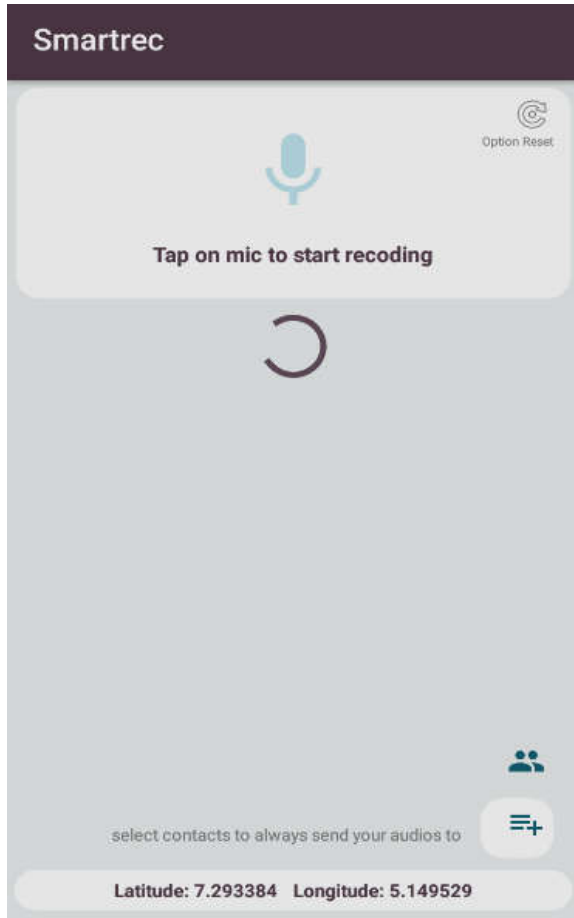 Smartrec
Option Reset
Tap on mic to start recoding
select contacts to always send your audios to
Latitude: 7.293384 Longitude: 5.149529